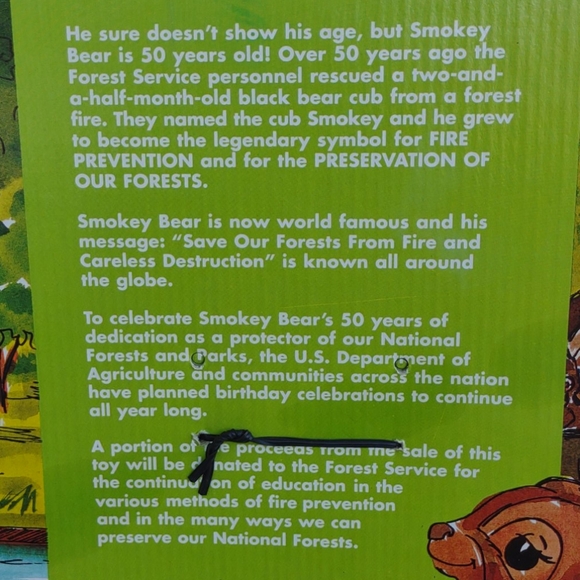 He sure doesn't show his age, but Smokey
Bear is 50 years old! Over 50 years ago the
Forest Service personnel rescued a two-and-
a-half-month-old black bear cub from a forest
fire. They named the cub Smokey and he grew
to become the legendary symbol for FIRE
PREVENTION and for the PRESERVATION OF
OUR FORESTS.
Smokey Bear is now world famous and his
message: “Save Our Forests From Fire and
Careless Destruction” is known all around
the globe.
To celebrate Smokey Bear's 50 years of
dedication as a protector of our National
Forests and Parks, the U.S. Department of
Agriculture and communities across the nation
have planned birthday celebrations to continue
all year long.
A portion of the proceeds from the sale of this
toy will be donated to the Forest Service for
the continuation of education in the
various methods of fire prevention
and in the many ways we can
preserve our National Forests.